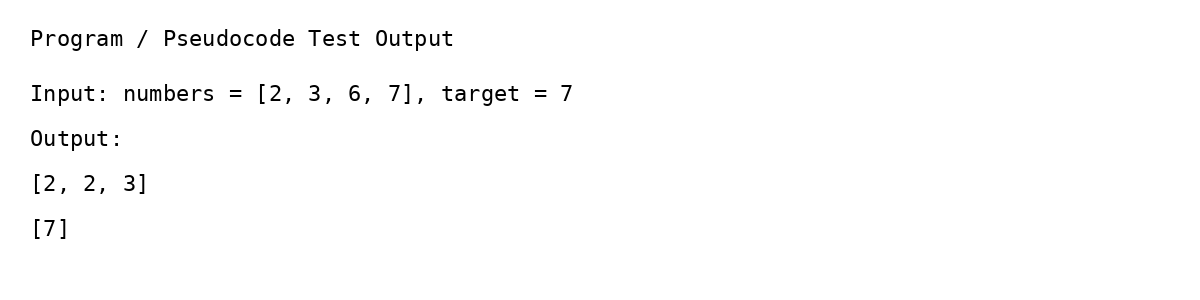 Program / Pseudocode Test Output
Input: numbers = [2, 3, 6, 7], target = 7
Output:
[2, 2, 3]
[7]